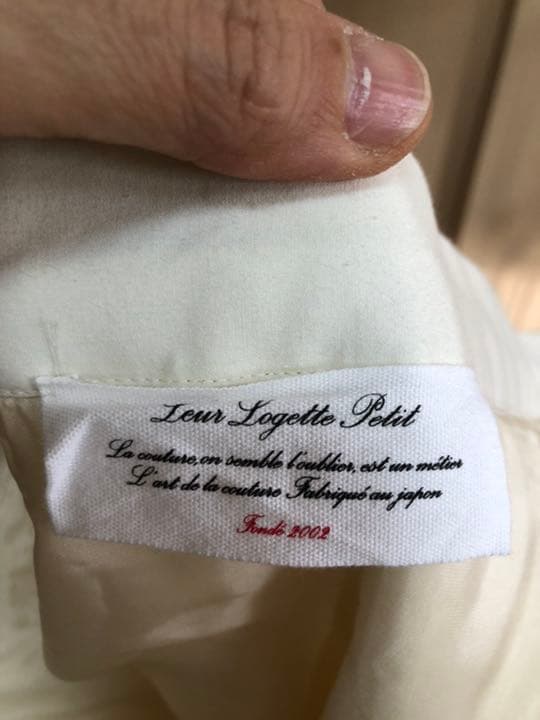 Leur Logette Petit
La couture, on semble l'oublier, est un métier
L'art de la couture Fabriqué au japon
Fondé 2002